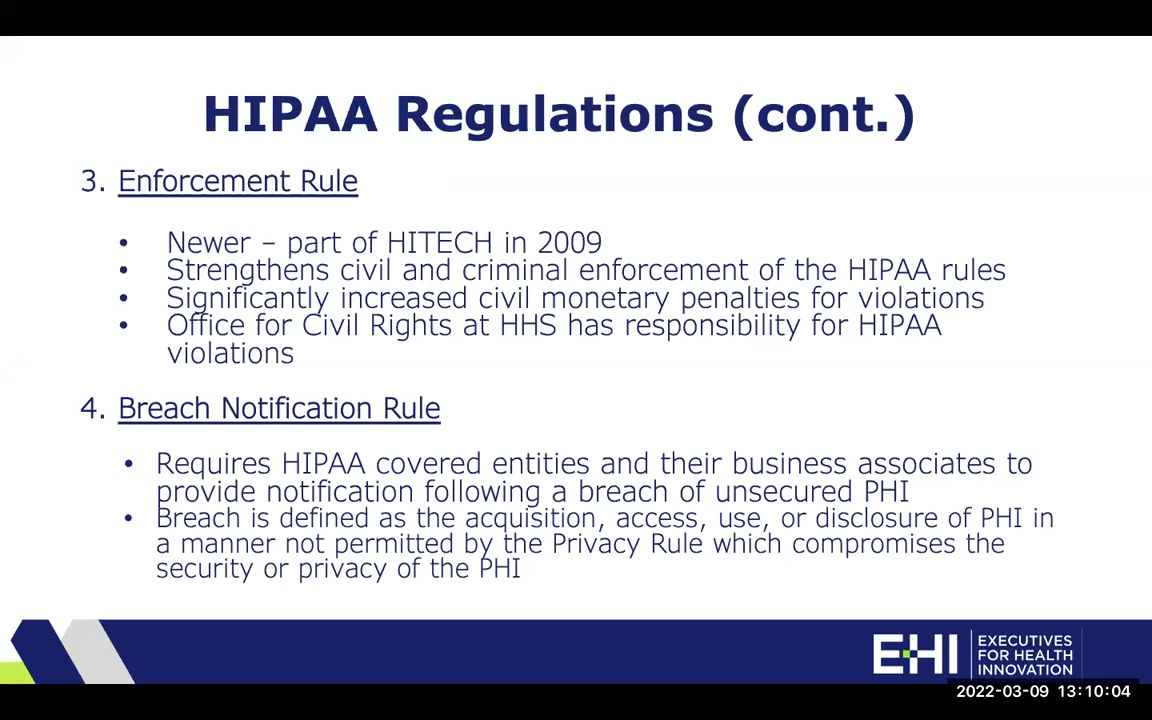 HIPAA Regulations (cont.)
3. Enforcement Rule
• Newer – part of HITECH in 2009
• Strengthens civil and criminal enforcement of the HIPAA rules
• Significantly increased civil monetary penalties for violations
• Office for Civil Rights at HHS has responsibility for HIPAA
violations
4. Breach Notification Rule
• Requires HIPAA covered entities and their business associates to
provide notification following a breach of unsecured PHI
• Breach is defined as the acquisition, access, use, or disclosure of PHI in
a manner not permitted by the Privacy Rule which compromises the
security or privacy of the PHI
EHI
EXECUTIVES
FOR HEALTH
INNOVATION
2022-03-09 13:10:04